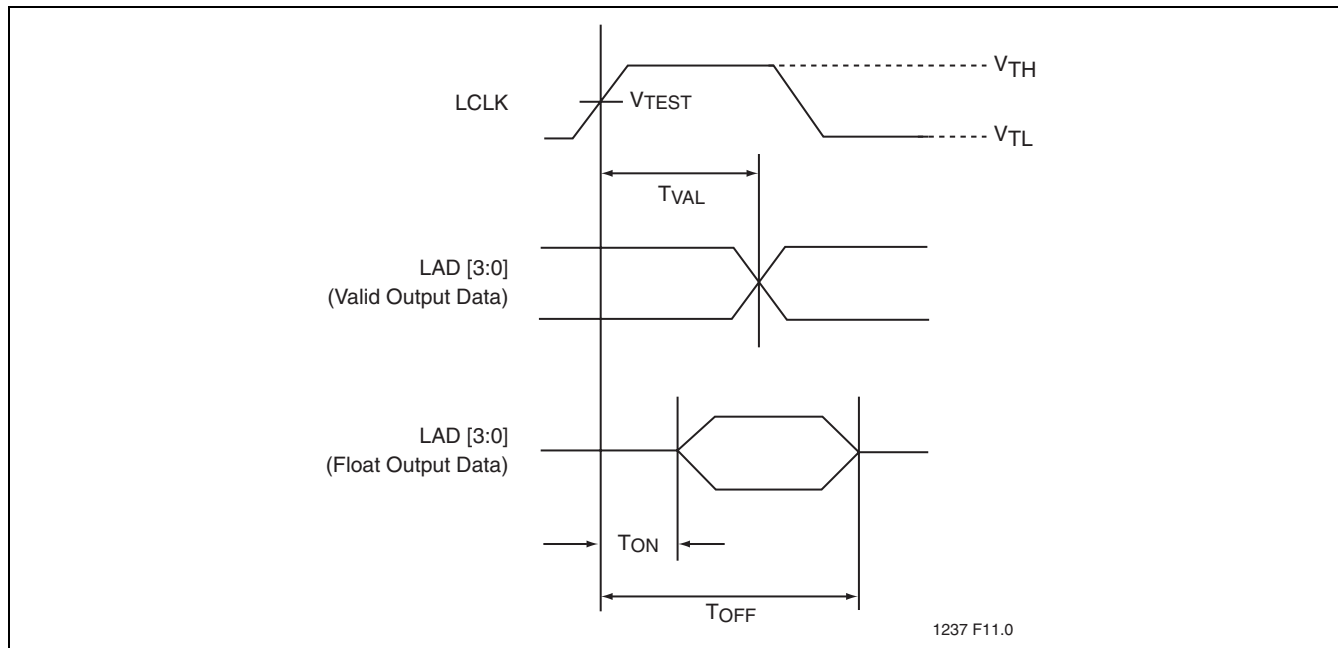 VTH
LCLK
VTEST
VTL
TVAL
LAD [3:0]
(Valid Output Data)
LAD [3:0]
(Float Output Data)
TON
TOFF
1237 F11.0